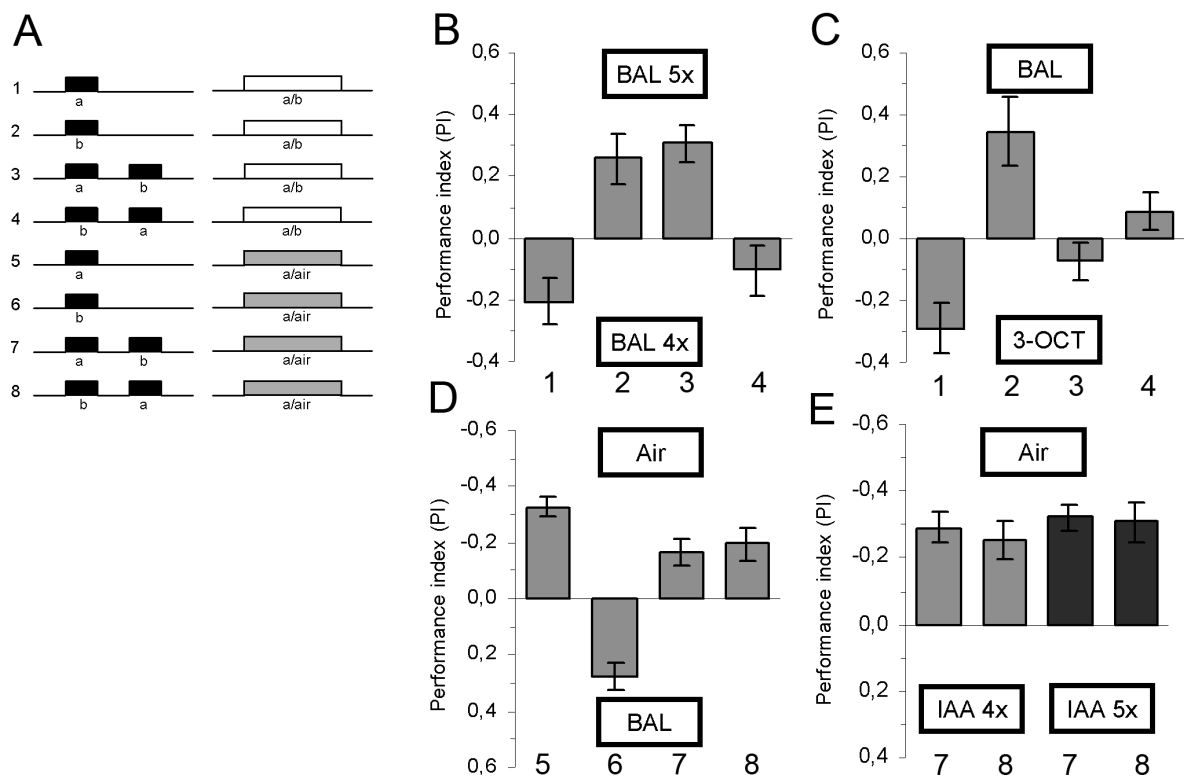 A
1
a
a/b
2
b
a/b
3
a b
a/b
4
b a
a/b
5
a
a/air
6
b
a/air
7
a b
a/air
8
b a
a/air
B
Performance index (PI)
0,6
0,4
0,2
0,0
-0,2
-0,4
BAL 5x
BAL 4x
1 2 3 4
C
Performance index (PI)
0,6
0,4
0,2
0,0
-0,2
-0,4
BAL
3-OCT
1 2 3 4
D
Performance index (PI)
-0,6
-0,4
-0,2
0,0
0,2
0,4
0,6
Air
BAL
5 6 7 8
E
Performance index (PI)
-0,6
-0,4
-0,2
0,0
0,2
0,4
Air
IAA 4x IAA 5x
7 8 7 8